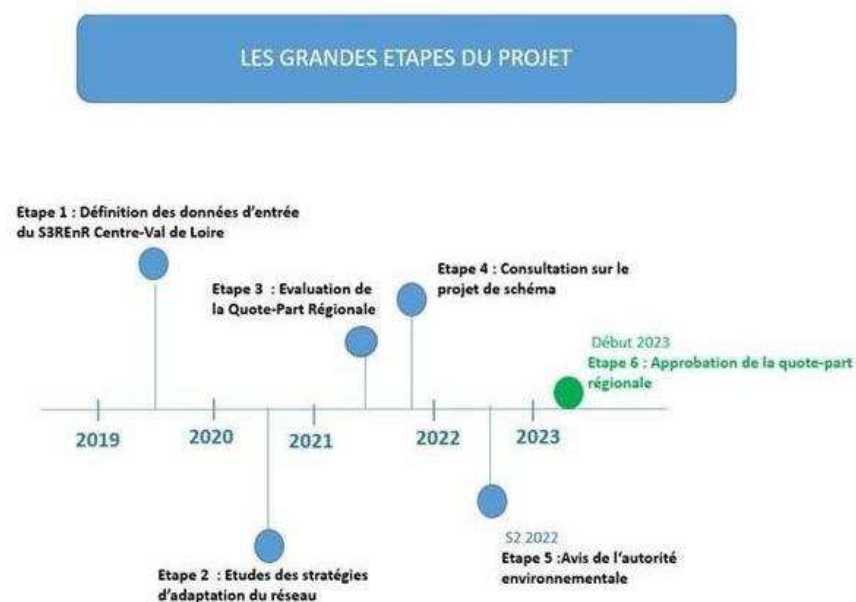 LES GRANDES ETAPES DU PROJET
Etape 1 : Définition des données d'entrée
du S3REnR Centre-Val de Loire
Etape 3 : Evaluation de
la Quote-Part Régionale
Etape 4 : Consultation sur le
projet de schéma
Début 2023
Etape 6 : Approbation de la quote-part
régionale
2019
2020
2021
2022
2023
S2 2022
Etape 5 :Avis de l'autorité
environnementale
Etape 2 : Etudes des stratégies
d'adaptation du réseau